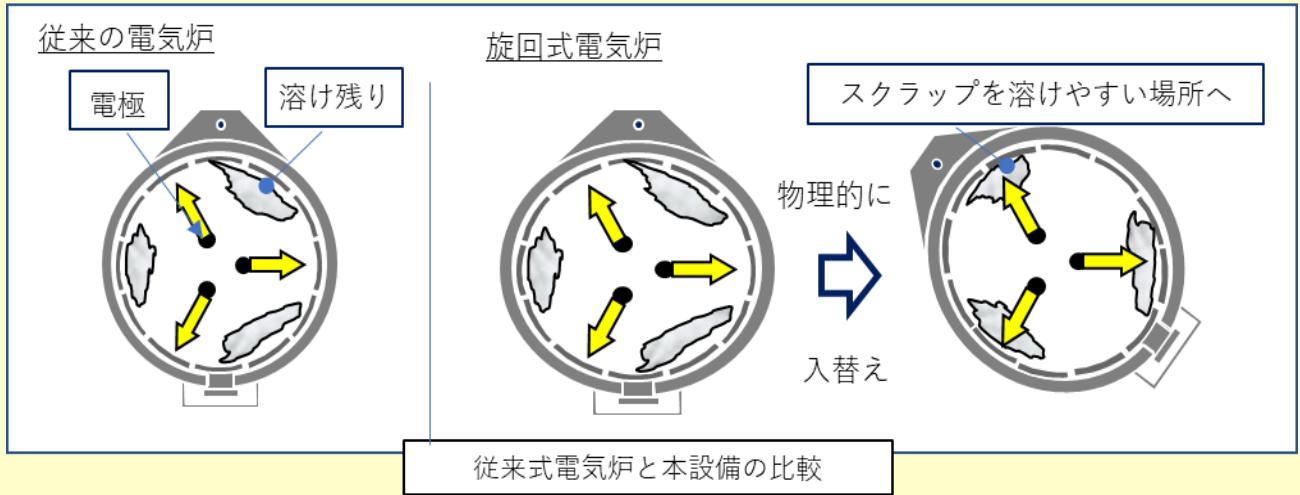 従来の電気炉
電極
溶け残り
旋回式電気炉
物理的に
入替え
スクラップを溶けやすい場所へ
従来式電気炉と本設備の比較